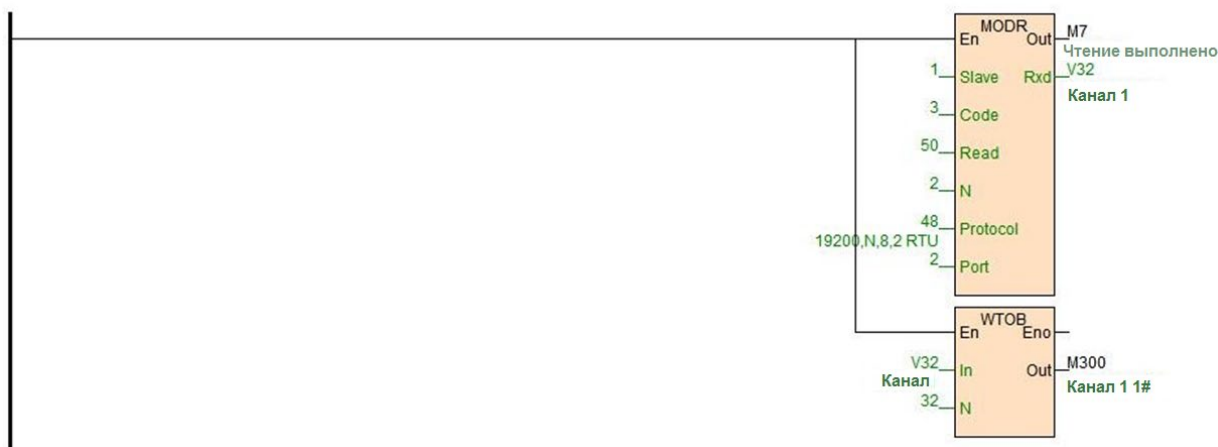 MODR
En Out M7
Чтение выполнено
1 Slave Rxd V32
Канал 1
3 Code
50 Read
2 N
48 Protocol
19200,N,8,2 RTU
2 Port
WTOB
En Eno
V32 In Out M300
Канал Канал 1 1#
32 N